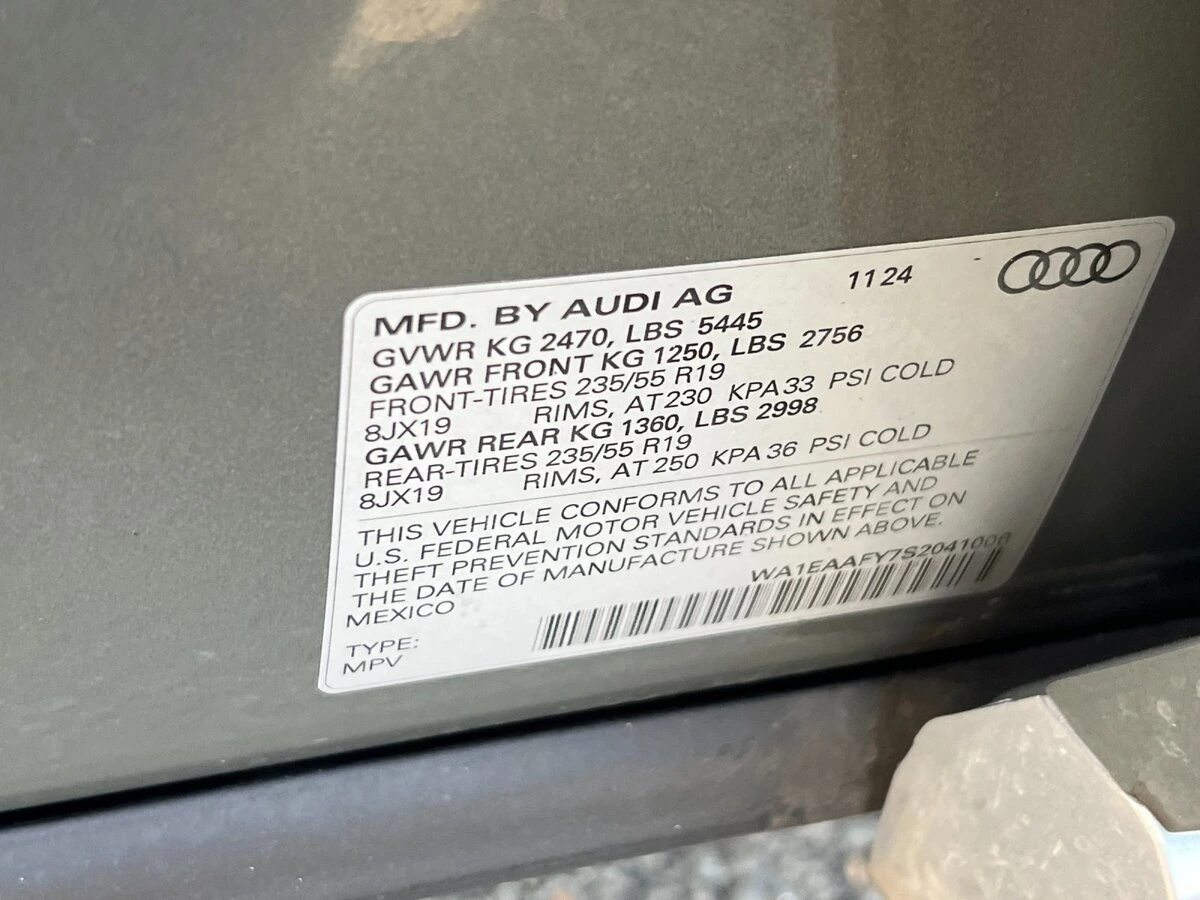 MFD. BY AUDI AG 11 24
GVWR KG 2470, LBS 5445
GAWR FRONT KG 1250, LBS 2756
FRONT-TIRES 235/55 R19
8JX19 RIMS, AT 230 KPA 33 PSI COLD
GAWR REAR KG 1360, LBS 2998
REAR-TIRES 235/55 R19
8JX19 RIMS, AT 250 KPA 36 PSI COLD
THIS VEHICLE CONFORMS TO ALL APPLICABLE
U.S. FEDERAL MOTOR VEHICLE SAFETY AND
THEFT PREVENTION STANDARDS IN EFFECT ON
THE DATE OF MANUFACTURE SHOWN ABOVE.
MEXICO WA1EAAFY7S2041006
TYPE:
MPV